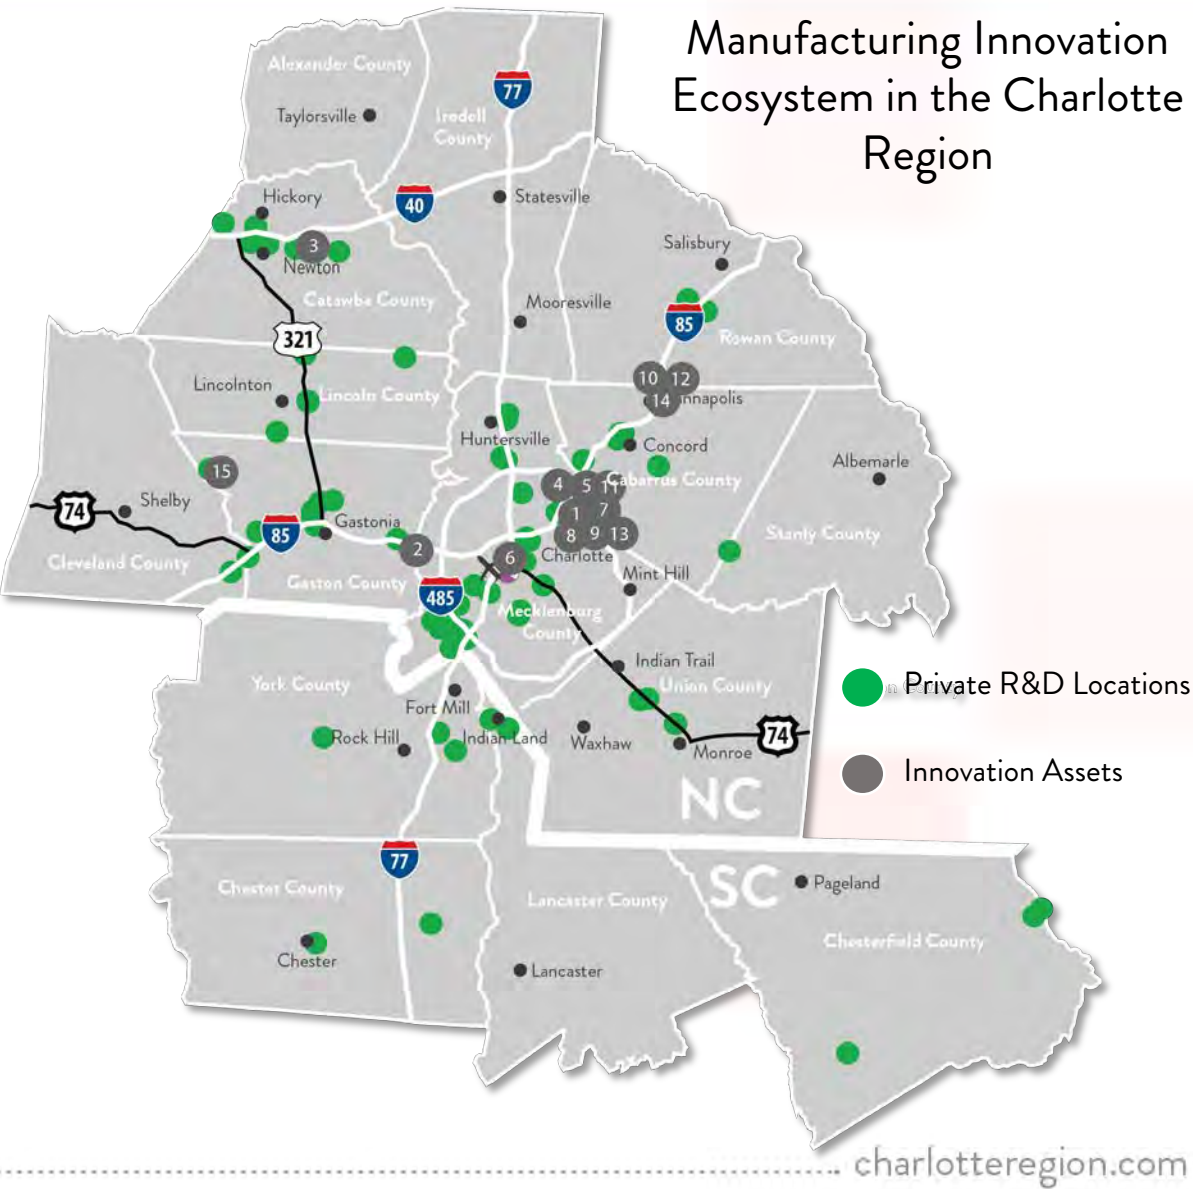 Manufacturing Innovation
Ecosystem in the Charlotte
Region
Alexander County
77
Taylorsville
Iredell
County
Hickory
40
Statesville
3
Salisbury
Newton
Catawba County
Mooresville
85
321
Rowan County
10
12
Lincolnton
Lincoln County
14
nnapolis
Huntersville
Concord
15
Albemarle
4
5
11
Cabarrus County
74
Shelby
1
7
Gastonia
85
8
9
13
Stanly County
2
6
Charlotte
Cleveland County
Gaston County
Mint Hill
485
Mecklenburg
County
Indian Trail
York County
Union County
Private R&D Locations
Fort Mill
Rock Hill
Indian Land
Waxhaw
74
Monroe
Innovation Assets
NC
77
SC
Pageland
Chester County
Lancaster County
Chesterfield County
Chester
Lancaster
charlotteregion.com